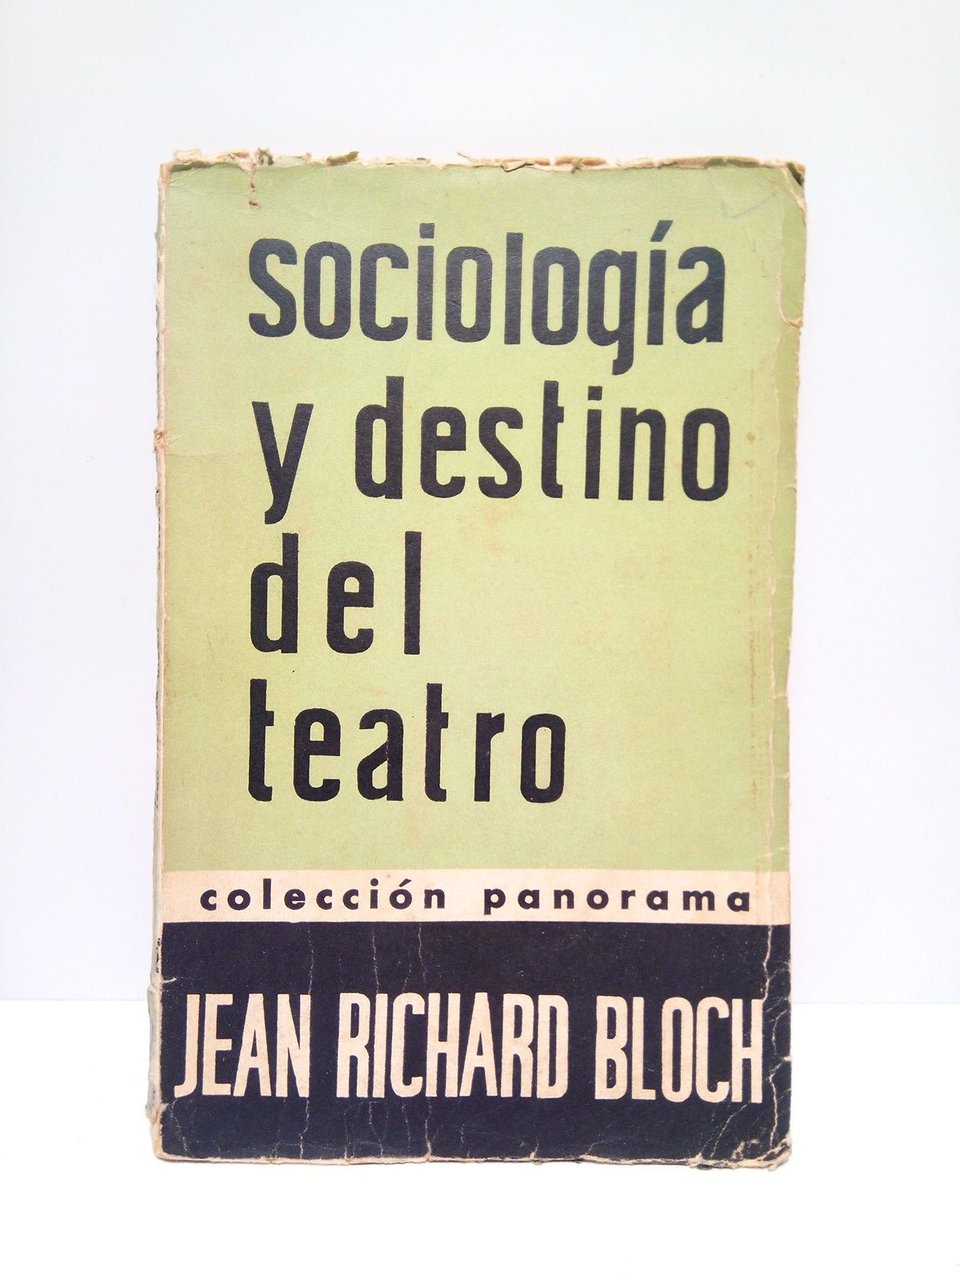 sociología
y destino
del
teatro
colección panorama
JEAN RICHARD BLOCH